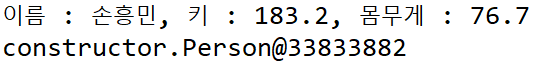 이름 : 손흥민, 키 : 183.2, 몸무게 : 76.7
constructor.Person@33833882